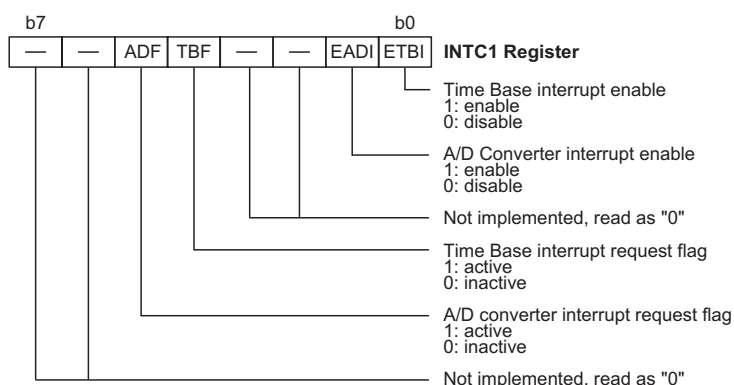 b7 b0
— — ADF TBF — — EADI ETBI INTC1 Register
Time Base interrupt enable
1: enable
0: disable
A/D Converter interrupt enable
1: enable
0: disable
Not implemented, read as "0"
Time Base interrupt request flag
1: active
0: inactive
A/D converter interrupt request flag
1: active
0: inactive
Not implemented, read as "0"